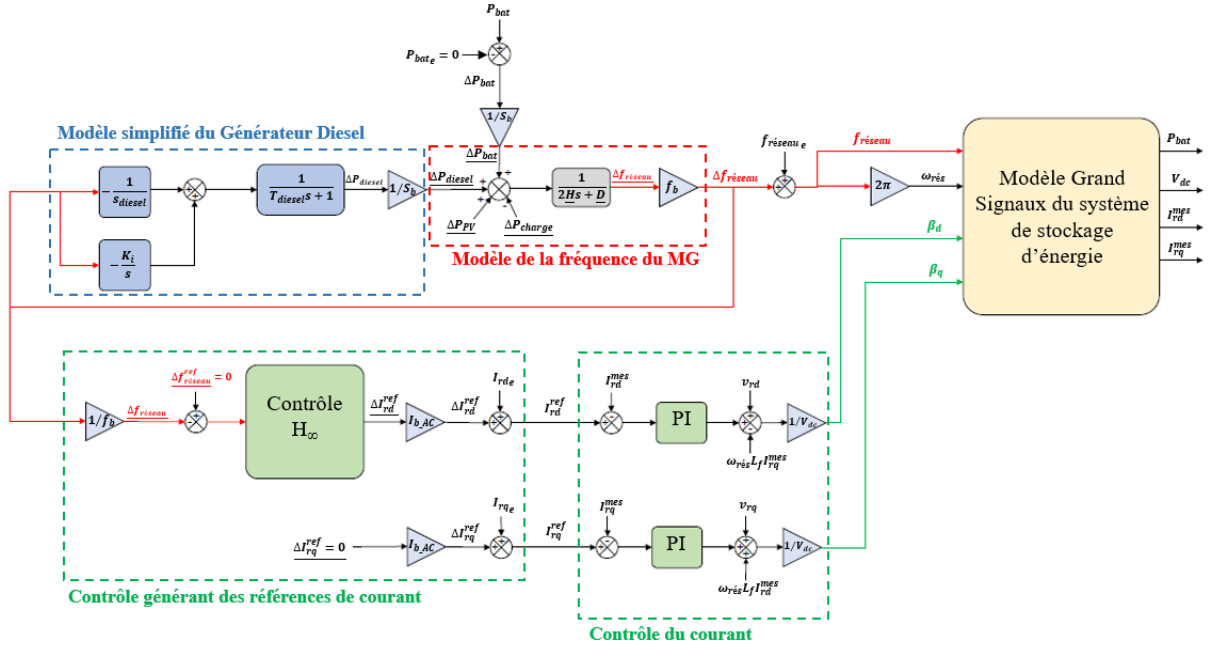 P_bat
P_bat_e = 0
ΔP_bat
1/S_b
ΔP_bat
Modèle simplifié du Générateur Diesel
− 1/s_diesel
− K_i/s
1/(T_diesel s + 1)
ΔP_diesel
1/S_b
ΔP_diesel
ΔP_PV
ΔP_charge
1/(2Hs + D)
Δf_réseau
f_b
Δf_réseau
Modèle de la fréquence du MG
f_réseau_e
f_réseau
2π
ω_rés
β_d
β_q
Modèle Grand
Signaux du système
de stockage
d’énergie
P_bat
V_dc
I_rd^mes
I_rq^mes
1/f_b
Δf_réseau
Δf_réseau^ref = 0
Contrôle
H∞
ΔI_rd^ref
I_b_AC
ΔI_rd^ref
I_rd_e
I_rd^ref
I_rd^mes
PI
v_rd
ω_rés L_f I_rq^mes
1/V_dc
ΔI_rq^ref = 0
I_b_AC
ΔI_rq^ref
I_rq_e
I_rq^ref
I_rq^mes
PI
v_rq
ω_rés L_f I_rd^mes
1/V_dc
Contrôle générant des références de courant
Contrôle du courant